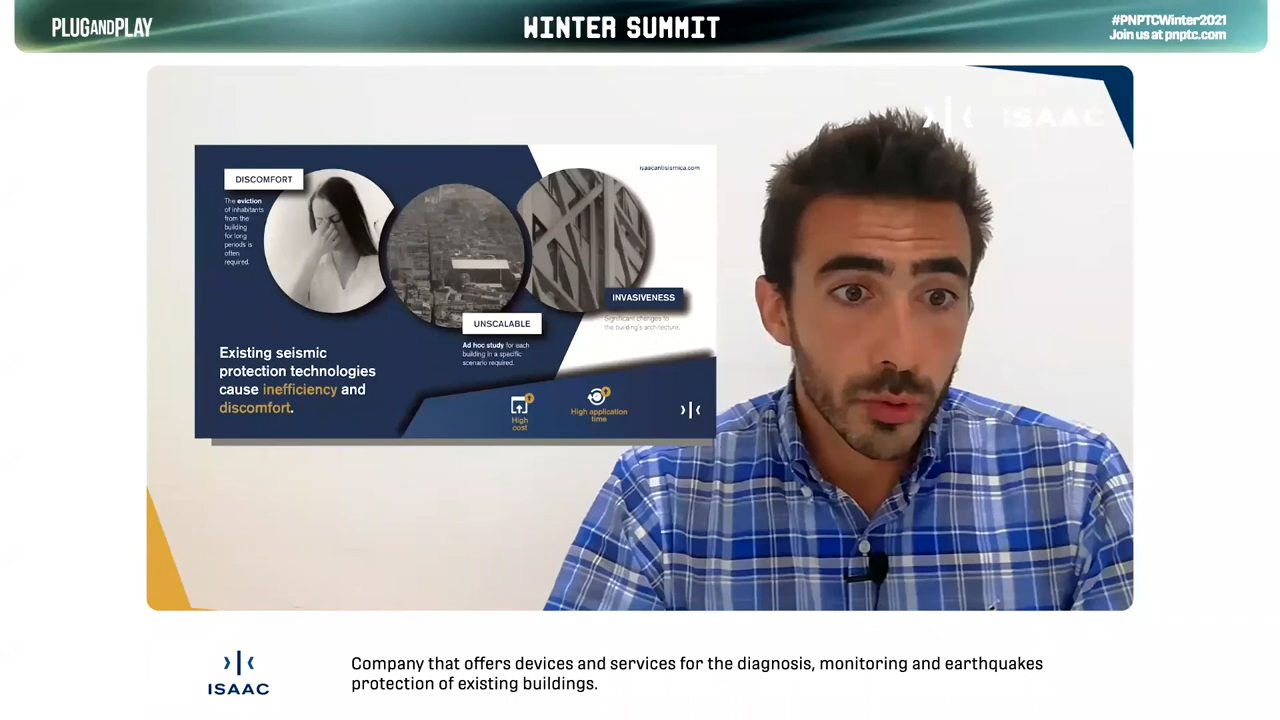 PLUGANDPLAY
WINTER SUMMIT
#PNPTCWinter2021
Join us at pnptc.com
ISAAC
isaacantisismica.com
DISCOMFORT
The eviction
of inhabitants
from the
building
for long
periods is
often
required.
UNSCALABLE
Ad hoc study for each
building in a specific
scenario required.
INVASIVENESS
Significant changes to
the building's architecture.
Existing seismic
protection technologies
cause inefficiency and
discomfort.
High
cost
High application
time
ISAAC
Company that offers devices and services for the diagnosis, monitoring and earthquakes
protection of existing buildings.